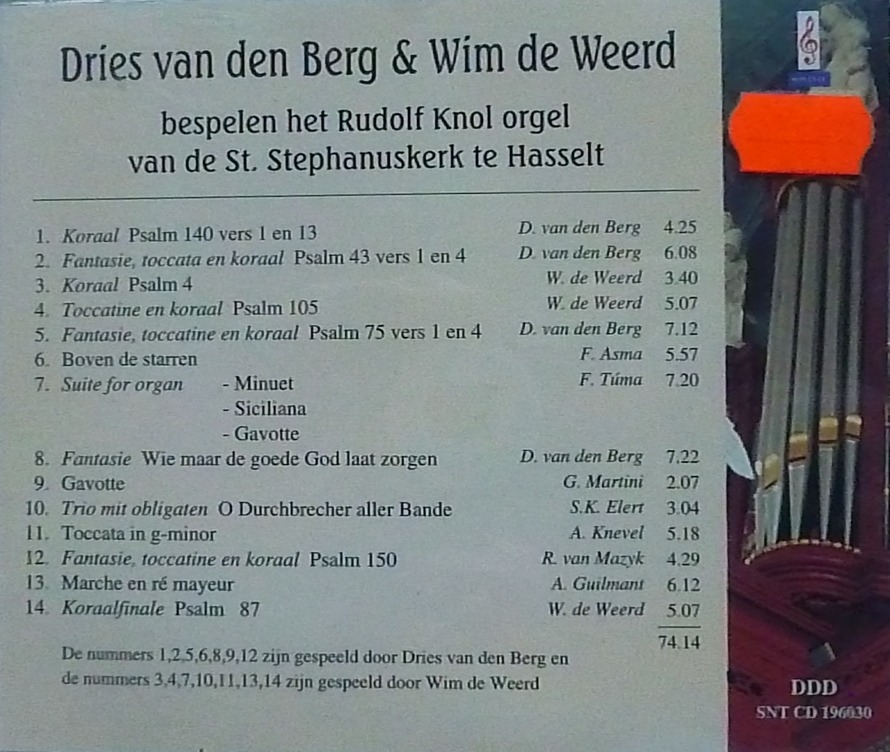 Dries van den Berg & Wim de Weerd
bespelen het Rudolf Knol orgel
van de St. Stephanuskerk te Hasselt
1. Koraal Psalm 140 vers 1 en 13 D. van den Berg 4.25
2. Fantasie, toccata en koraal Psalm 43 vers 1 en 4 D. van den Berg 6.08
3. Koraal Psalm 4 W. de Weerd 3.40
4. Toccatine en koraal Psalm 105 W. de Weerd 5.07
5. Fantasie, toccatine en koraal Psalm 75 vers 1 en 4 D. van den Berg 7.12
6. Boven de starren F. Asma 5.57
7. Suite for organ - Minuet F. Túma 7.20
- Siciliana
- Gavotte
8. Fantasie Wie maar de goede God laat zorgen D. van den Berg 7.22
9. Gavotte G. Martini 2.07
10. Trio mit obligaten O Durchbrecher aller Bande S.K. Elert 3.04
11. Toccata in g-minor A. Knevel 5.18
12. Fantasie, toccatine en koraal Psalm 150 R. van Mazyk 4.29
13. Marche en ré mayeur A. Guilmant 6.12
14. Koraalfinale Psalm 87 W. de Weerd 5.07
74.14
De nummers 1,2,5,6,8,9,12 zijn gespeeld door Dries van den Berg en
de nummers 3,4,7,10,11,13,14 zijn gespeeld door Wim de Weerd
DDD
SNT CD 196030